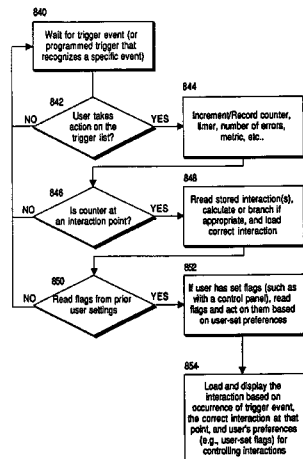 840
Wait for trigger event (or
programmed trigger that
recognizes a specific event)
842
User takes
action on the
trigger list?
NO
YES
844
Increment/Record counter,
timer, number of errors,
metric, etc..
846
Is counter at
an interaction point?
NO
YES
848
Rread stored interaction(s),
calculate or branch if
appropriate, and load
correct interaction
850
Read flags from prior
user settings
NO
YES
852
If user has set flags (such as
with a control panel), read
flags and act on them based
on user-set preferences
854
Load and display the
interaction based on
occurrence of trigger event,
the correct interaction at that
point, and user's preferences
(e.g., user-set flags) for
controlling interactions